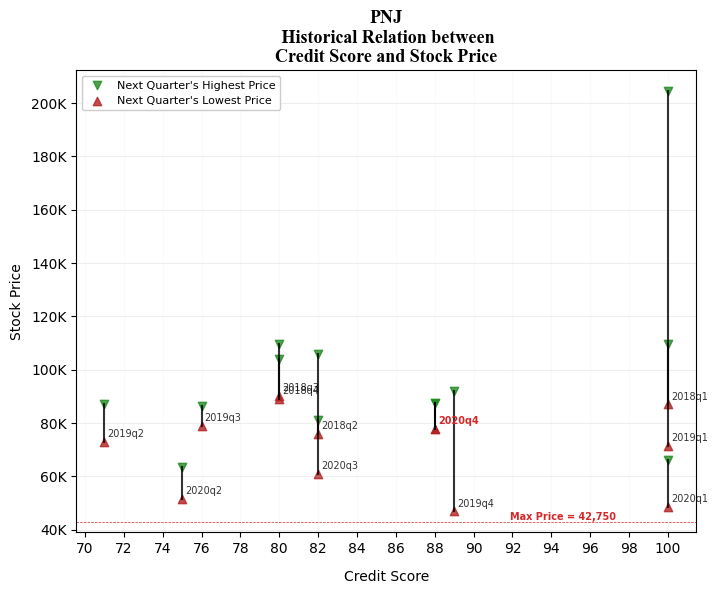 PNJ
Historical Relation between
Credit Score and Stock Price
Next Quarter's Highest Price
Next Quarter's Lowest Price
200K
180K
160K
140K
120K
100K
80K
60K
40K
Stock Price
2019q2
2020q2
2019q3
2018q3
2018q4
2018q2
2020q3
2020q4
2019q4
2018q1
2019q1
2020q1
Max Price = 42,750
70 72 74 76 78 80 82 84 86 88 90 92 94 96 98 100
Credit Score